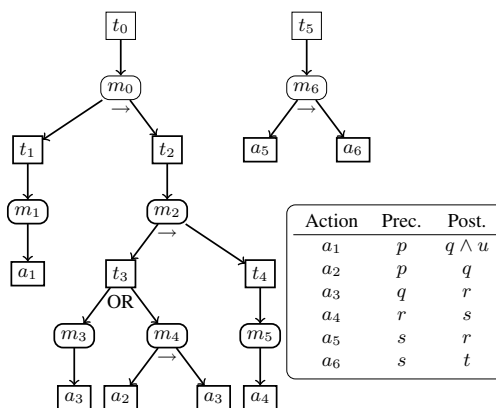 t₀ t₅
m₀ m₆
→ →
t₁ t₂ a₅ a₆
m₁ m₂
→
a₁ t₃ t₄
OR
m₃ m₄ m₅
→
a₃ a₂ a₃ a₄
Action Prec. Post.
a₁ p q ∧ u
a₂ p q
a₃ q r
a₄ r s
a₅ s r
a₆ s t